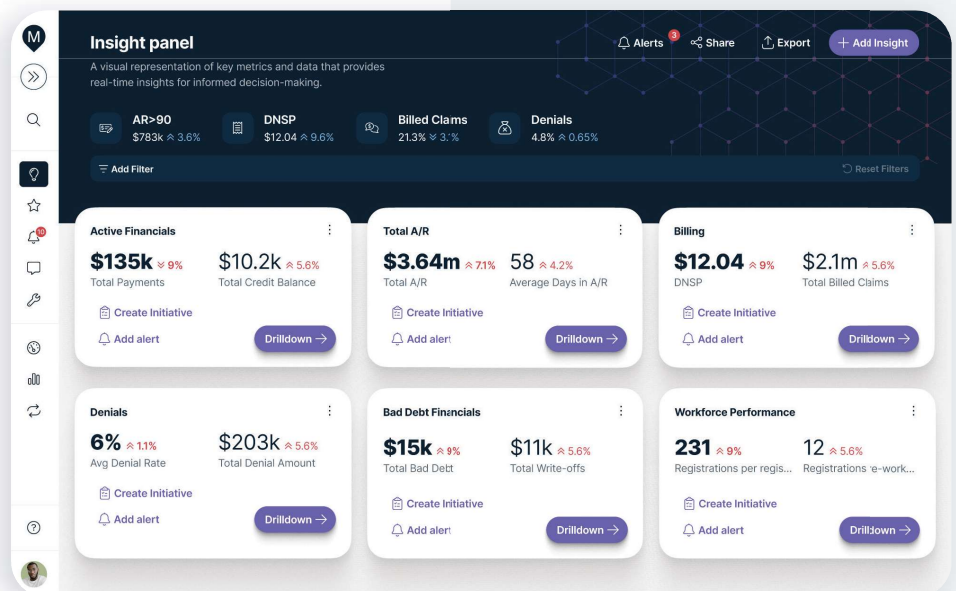 M
Insight panel
Alerts 3
Share
Export
+ Add Insight
A visual representation of key metrics and data that provides
real-time insights for informed decision-making.
AR>90
$783k 3.6%
DNSP
$12.04 9.6%
Billed Claims
21.3% 3.1%
Denials
4.8% 0.65%
Add Filter
Reset Filters
10
Active Financials
$135k 9%
Total Payments
$10.2k 5.6%
Total Credit Balance
Create Initiative
Add alert
Drilldown →
Total A/R
$3.64m 7.1%
Total A/R
58 4.2%
Average Days in A/R
Create Initiative
Add alert
Drilldown →
Billing
$12.04 9%
DNSP
$2.1m 5.6%
Total Billed Claims
Create Initiative
Add alert
Drilldown →
Denials
6% 1.1%
Avg Denial Rate
$203k 5.6%
Total Denial Amount
Create Initiative
Add alert
Drilldown →
Bad Debt Financials
$15k 9%
Total Bad Debt
$11k 5.6%
Total Write-offs
Create Initiative
Add alert
Drilldown →
Workforce Performance
231 9%
Registrations per regis...
12 5.6%
Registrations re-work...
Create Initiative
Add alert
Drilldown →
?